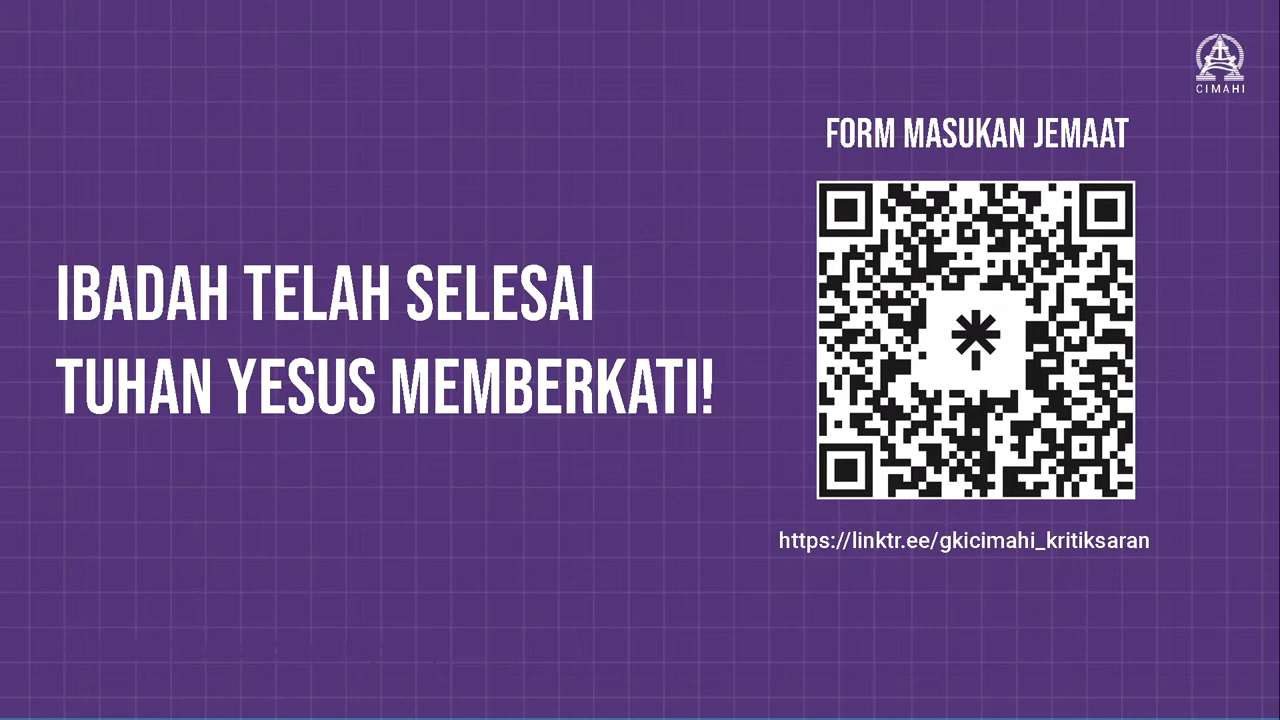 CIMAHI
FORM MASUKAN JEMAAT
IBADAH TELAH SELESAI
TUHAN YESUS MEMBERKATI!
https://linktr.ee/gkicimahi_kritiksaran